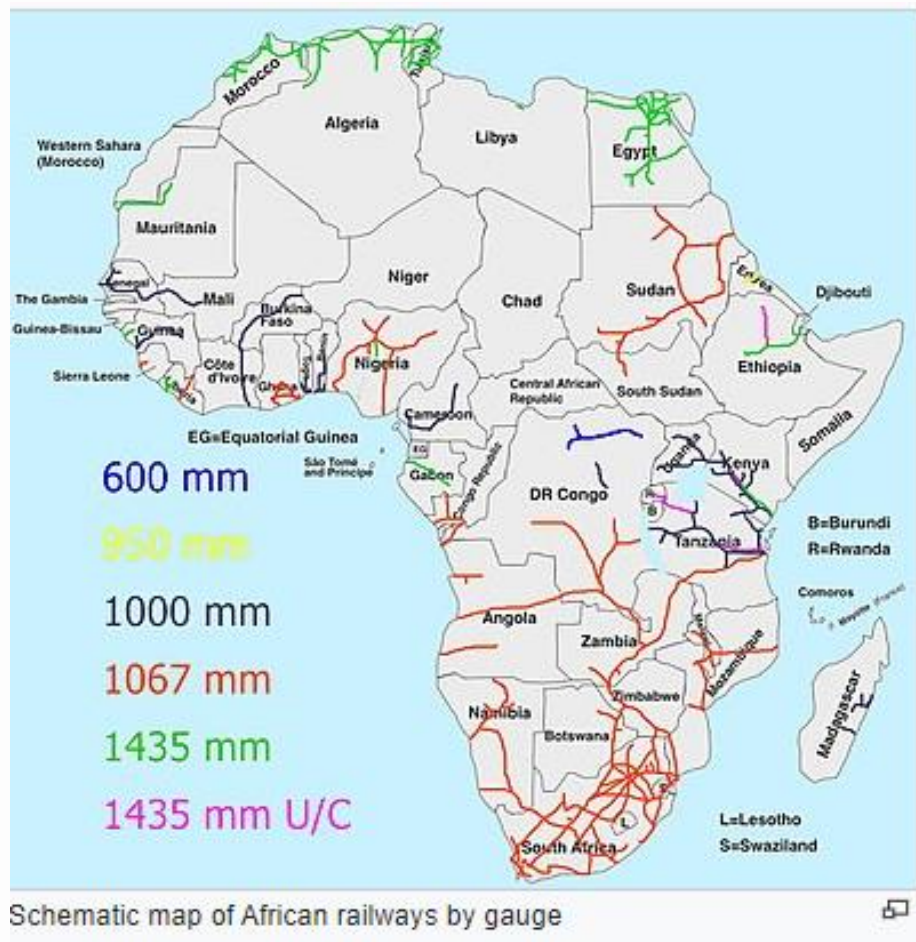 Morocco
Tunisia
Algeria
Libya
Egypt
Western Sahara
(Morocco)
Mauritania
Mali
Niger
Chad
Sudan
Eritrea
Djibouti
Senegal
The Gambia
Guinea-Bissau
Guinea
Burkina
Faso
Sierra Leone
Liberia
Côte
d'Ivoire
Ghana
Togo
Nigeria
Ethiopia
Central African
Republic
South Sudan
Somalia
Cameroon
EG=Equatorial Guinea
EG
São Tomé
and Príncipe
Gabon
Congo Republic
DR Congo
Uganda
Kenya
R
B
Tanzania
B=Burundi
R=Rwanda
600 mm
950 mm
1000 mm
1067 mm
1435 mm
1435 mm U/C
Comoros
Mayotte (France)
Angola
Zambia
Malawi
Mozambique
Zimbabwe
Namibia
Botswana
Madagascar
S
L
South Africa
L=Lesotho
S=Swaziland
Schematic map of African railways by gauge